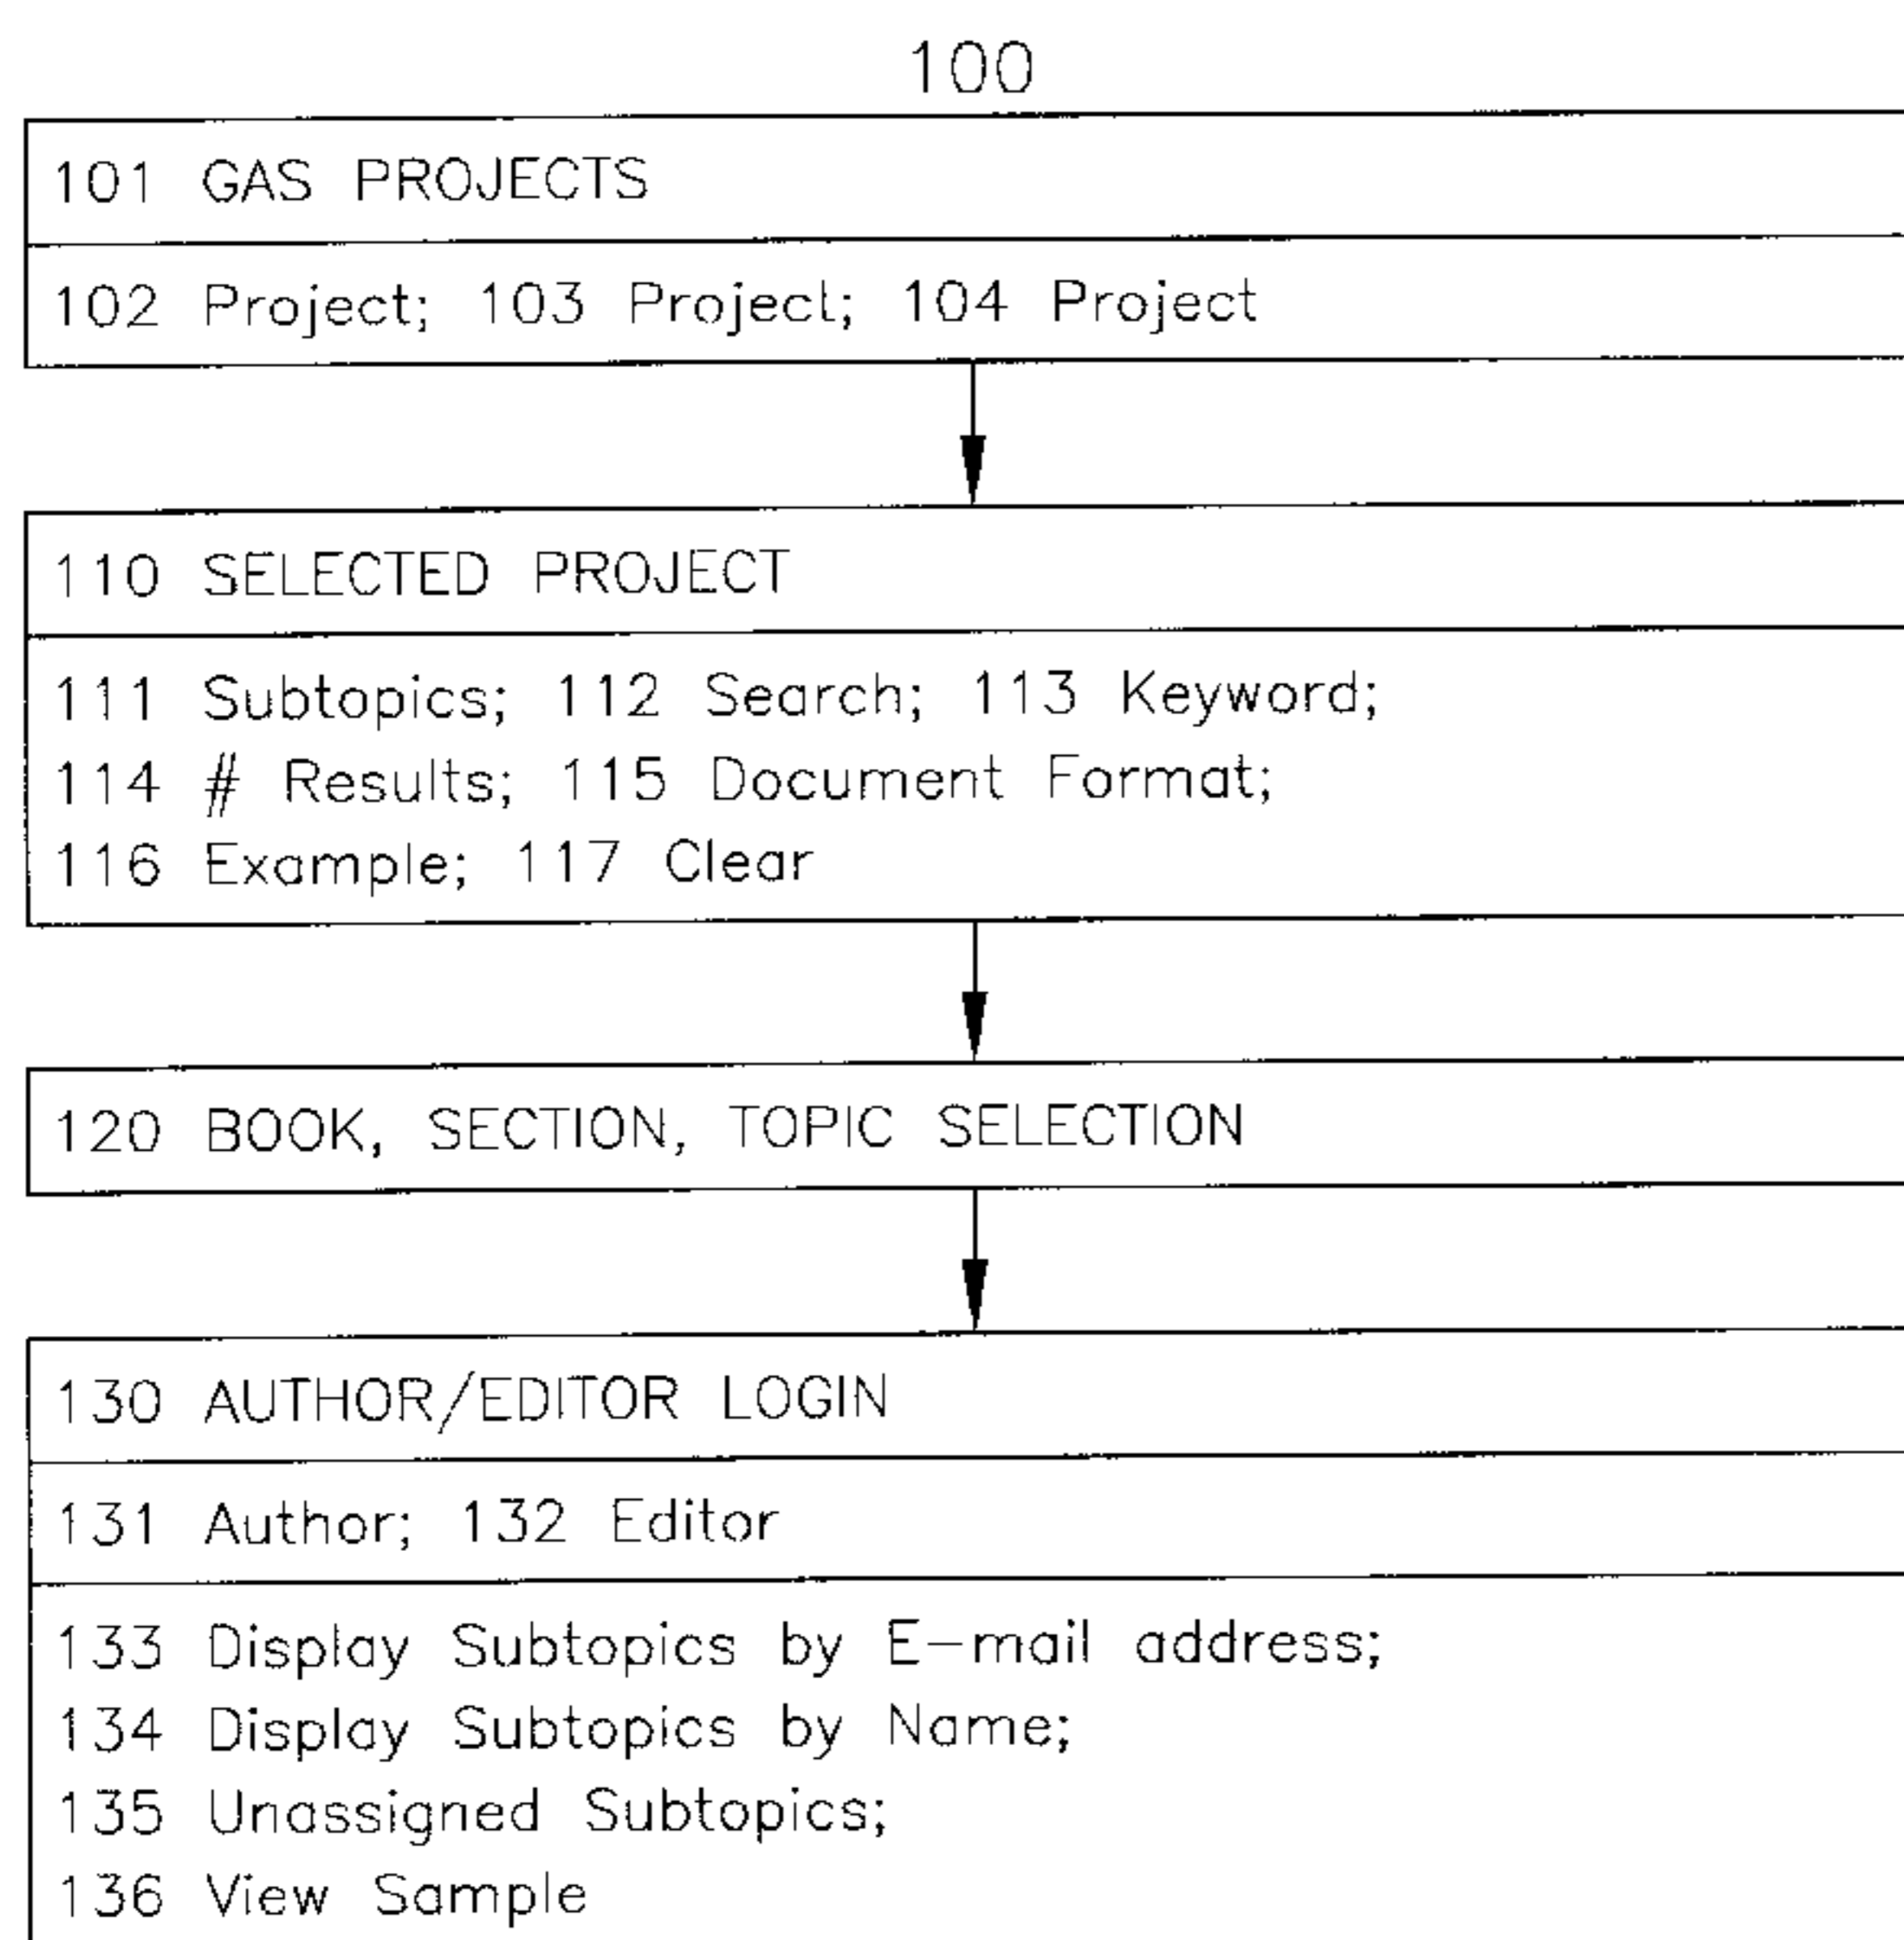 100
101 GAS PROJECTS
102 Project; 103 Project; 104 Project
110 SELECTED PROJECT
111 Subtopics; 112 Search; 113 Keyword;
114 # Results; 115 Document Format;
116 Example; 117 Clear
120 BOOK, SECTION, TOPIC SELECTION
130 AUTHOR/EDITOR LOGIN
131 Author; 132 Editor
133 Display Subtopics by E-mail address;
134 Display Subtopics by Name;
135 Unassigned Subtopics;
136 View Sample